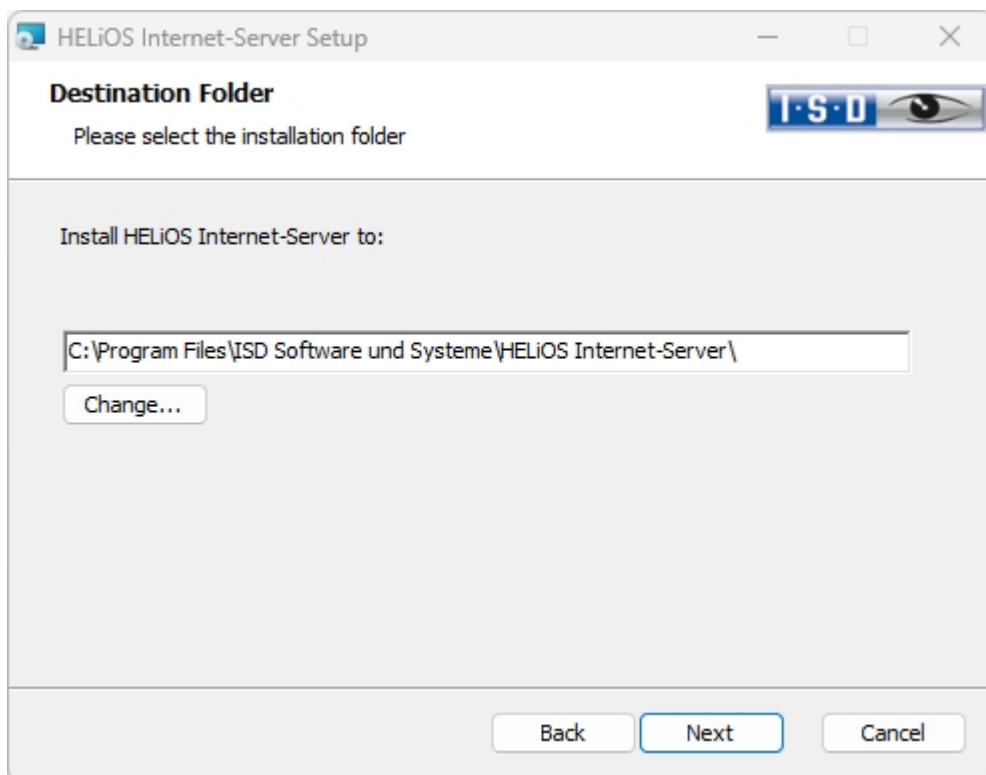 HELiOS Internet-Server Setup
Destination Folder
I·S·D
Please select the installation folder
Install HELiOS Internet-Server to:
C:\Program Files\ISD Software und Systeme\HELiOS Internet-Server\
Change...
Back Next Cancel